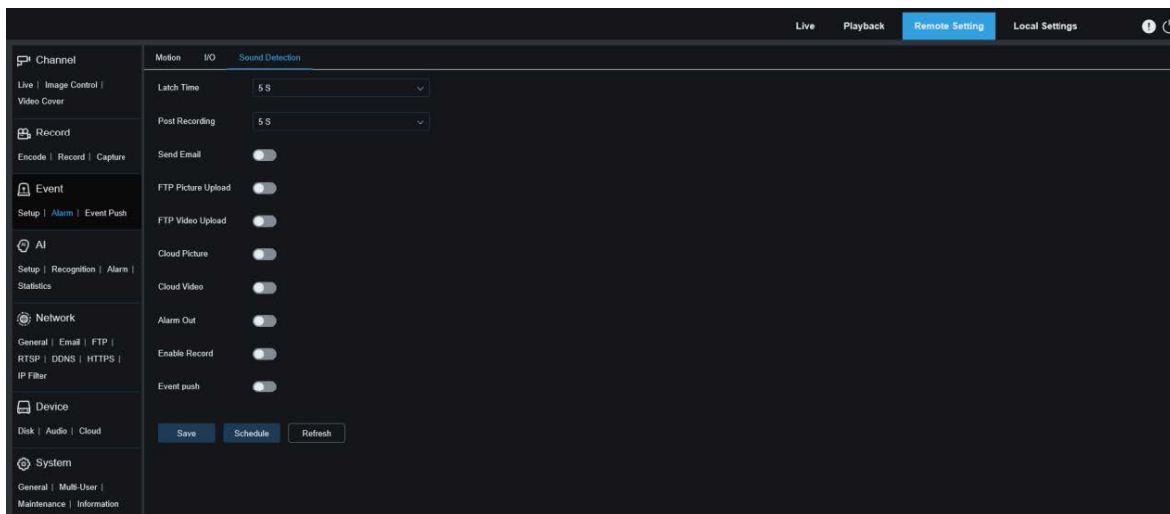 Live Playback Remote Setting Local Settings
Channel
Live | Image Control |
Video Cover
Record
Encode | Record | Capture
Event
Setup | Alarm | Event Push
AI
Setup | Recognition | Alarm |
Statistics
Network
General | Email | FTP |
RTSP | DDNS | HTTPS |
IP Filter
Device
Disk | Audio | Cloud
System
General | Multi-User |
Maintenance | Information
Motion I/O Sound Detection
Latch Time 5 S
Post Recording 5 S
Send Email
FTP Picture Upload
FTP Video Upload
Cloud Picture
Cloud Video
Alarm Out
Enable Record
Event push
Save Schedule Refresh